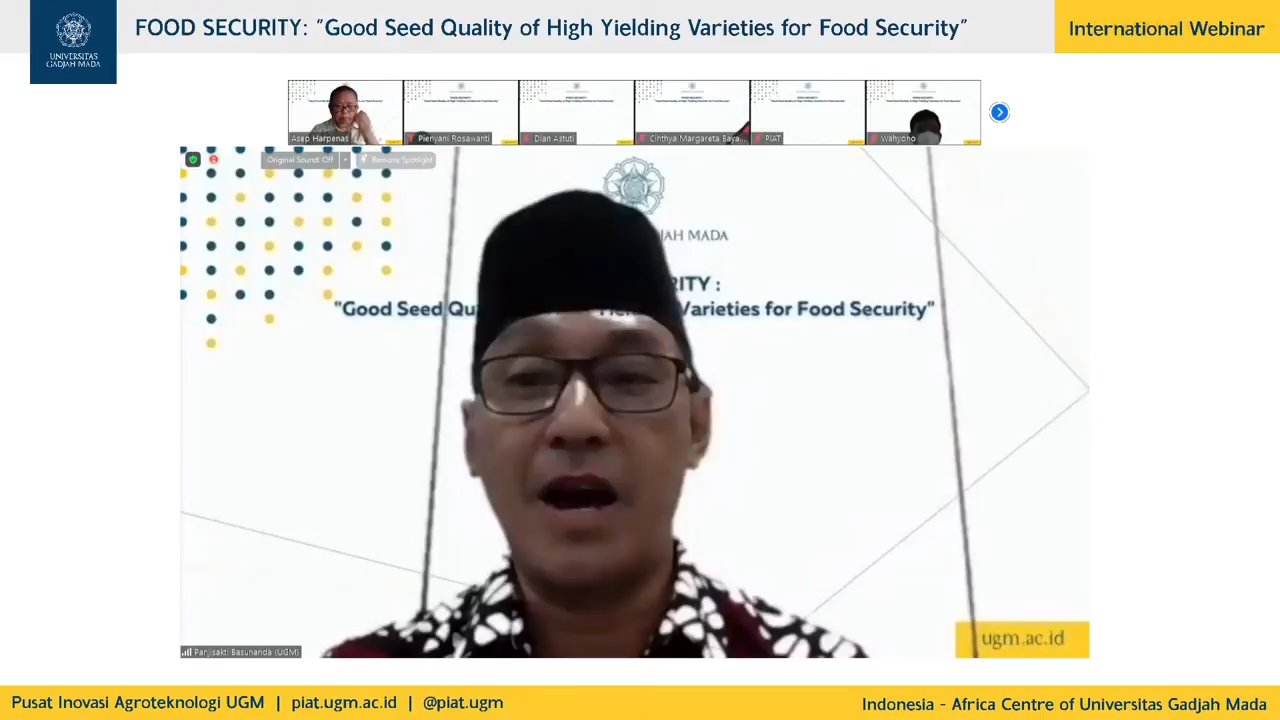 UNIVERSITAS
GADJAH MADA
FOOD SECURITY: "Good Seed Quality of High Yielding Varieties for Food Security"
International Webinar
Asep Harpenas
Pienyani Rosawanti
Dian Astuti
Cinthya Margareta Baya...
PIAT
Wahyono
Original Sound: Off
Remove Spotlight
JAH MADA
RITY :
"Good Seed Qu Varieties for Food Security"
ugm.ac.id
Panjisakti Basunanda (UGM)
Pusat Inovasi Agroteknologi UGM | piat.ugm.ac.id | @piat.ugm
Indonesia - Africa Centre of Universitas Gadjah Mada